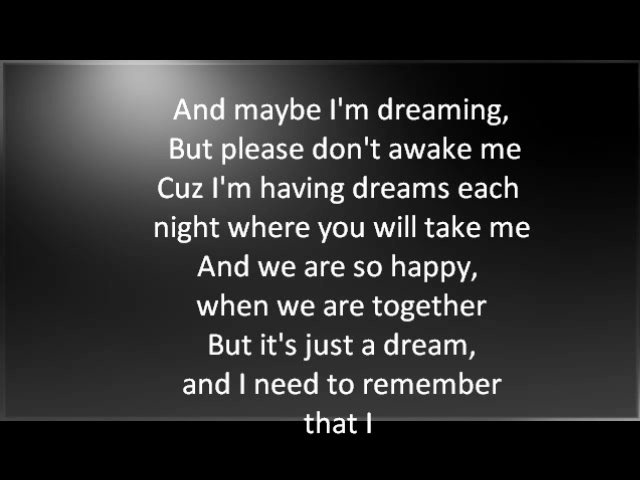 And maybe I'm dreaming,
But please don't awake me
Cuz I'm having dreams each
night where you will take me
And we are so happy,
when we are together
But it's just a dream,
and I need to remember
that I